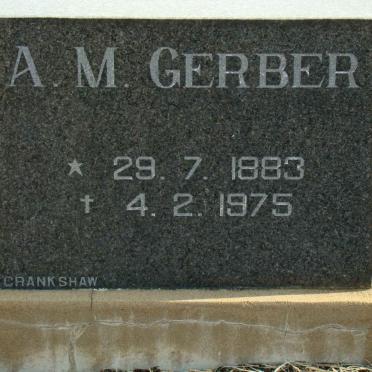 A. M. GERBER
★ 29. 7. 1883
† 4. 2. 1975
CRANKSHAW